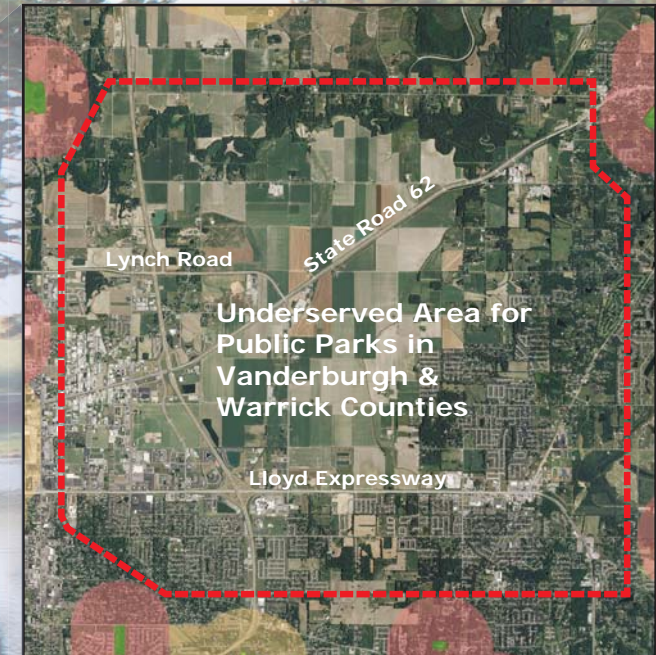 Lynch Road
State Road 62
Underserved Area for
Public Parks in
Vanderburgh &
Warrick Counties
Lloyd Expressway